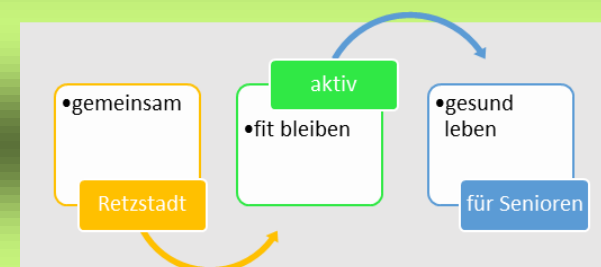 •gemeinsam
Retzstadt
aktiv
•fit bleiben
•gesund
leben
für Senioren